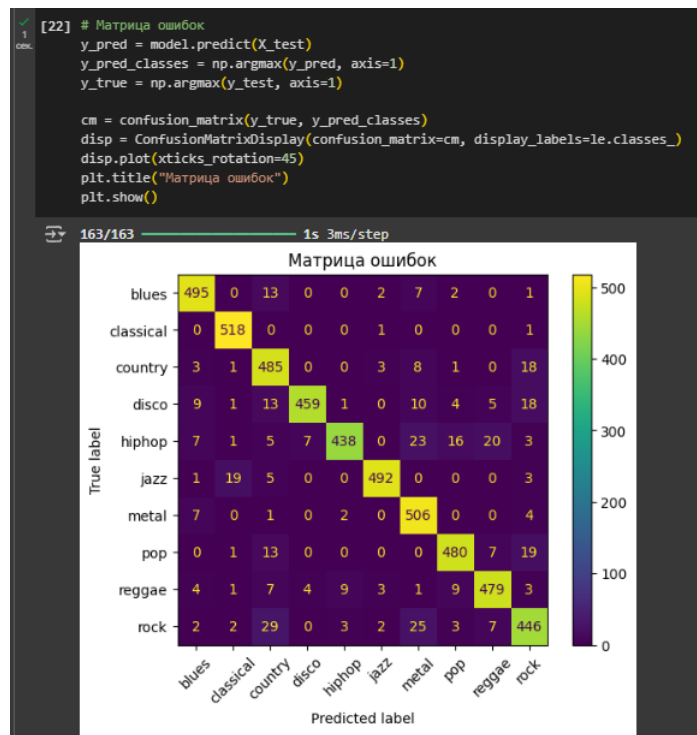 [22] # Матрица ошибок
1
сек.
y_pred = model.predict(X_test)
y_pred_classes = np.argmax(y_pred, axis=1)
y_true = np.argmax(y_test, axis=1)
cm = confusion_matrix(y_true, y_pred_classes)
disp = ConfusionMatrixDisplay(confusion_matrix=cm, display_labels=le.classes_)
disp.plot(xticks_rotation=45)
plt.title("Матрица ошибок")
plt.show()
163/163 1s 3ms/step
Матрица ошибок
True label
blues 495 0 13 0 0 2 7 2 0 1
classical 0 518 0 0 0 1 0 0 0 1
country 3 1 485 0 0 3 8 1 0 18
disco 9 1 13 459 1 0 10 4 5 18
hiphop 7 1 5 7 438 0 23 16 20 3
jazz 1 19 5 0 0 492 0 0 0 3
metal 7 0 1 0 2 0 506 0 0 4
pop 0 1 13 0 0 0 0 480 7 19
reggae 4 1 7 4 9 3 1 9 479 3
rock 2 2 29 0 3 2 25 3 7 446
blues classical country disco hiphop jazz metal pop reggae rock
Predicted label
500
400
300
200
100
0